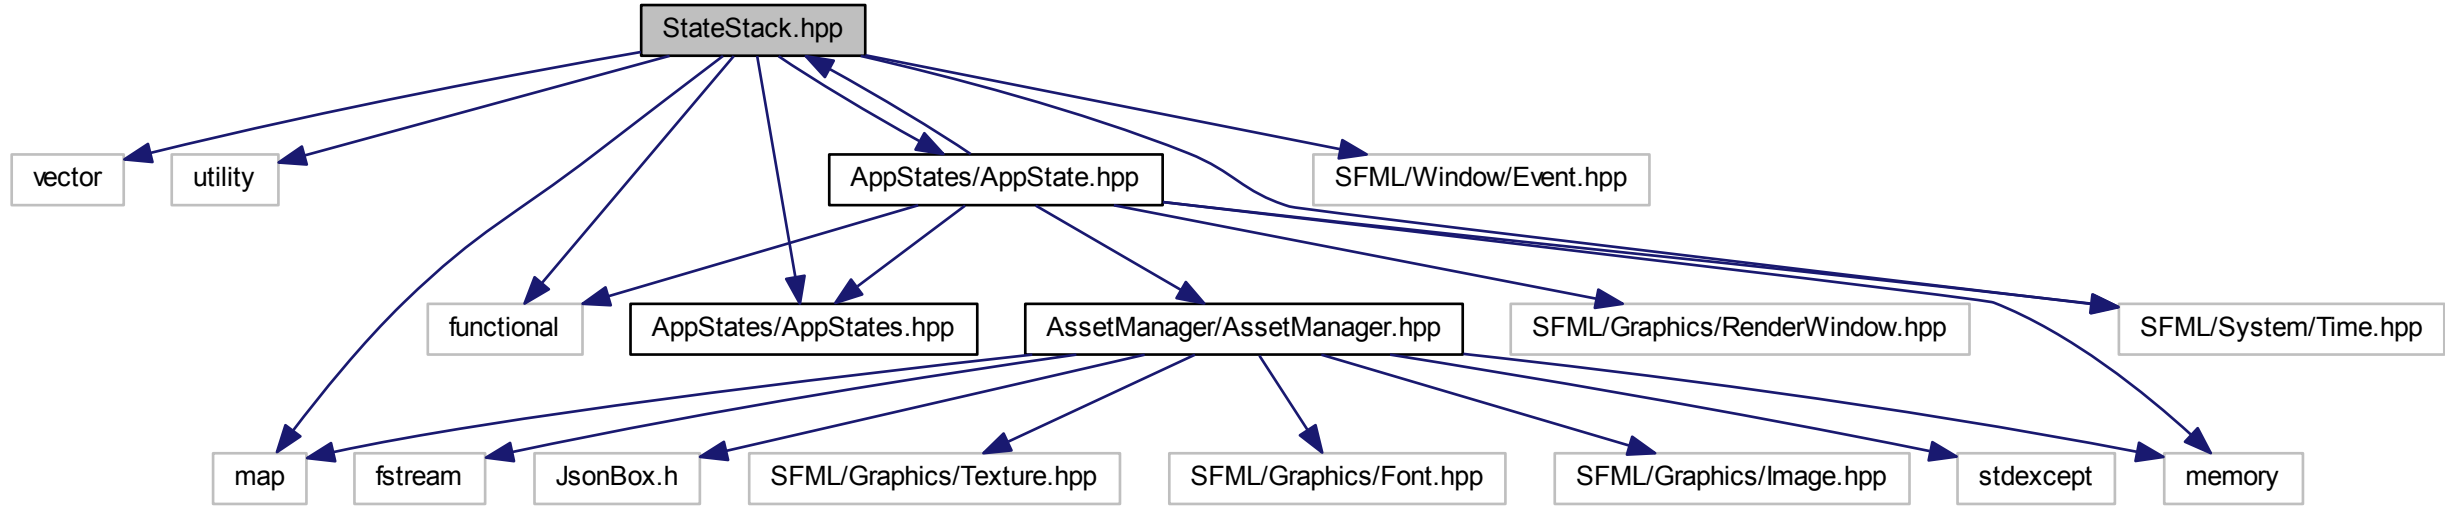 StateStack.hpp
vector
utility
AppStates/AppState.hpp
SFML/Window/Event.hpp
functional
AppStates/AppStates.hpp
AssetManager/AssetManager.hpp
SFML/Graphics/RenderWindow.hpp
SFML/System/Time.hpp
map
fstream
JsonBox.h
SFML/Graphics/Texture.hpp
SFML/Graphics/Font.hpp
SFML/Graphics/Image.hpp
stdexcept
memory